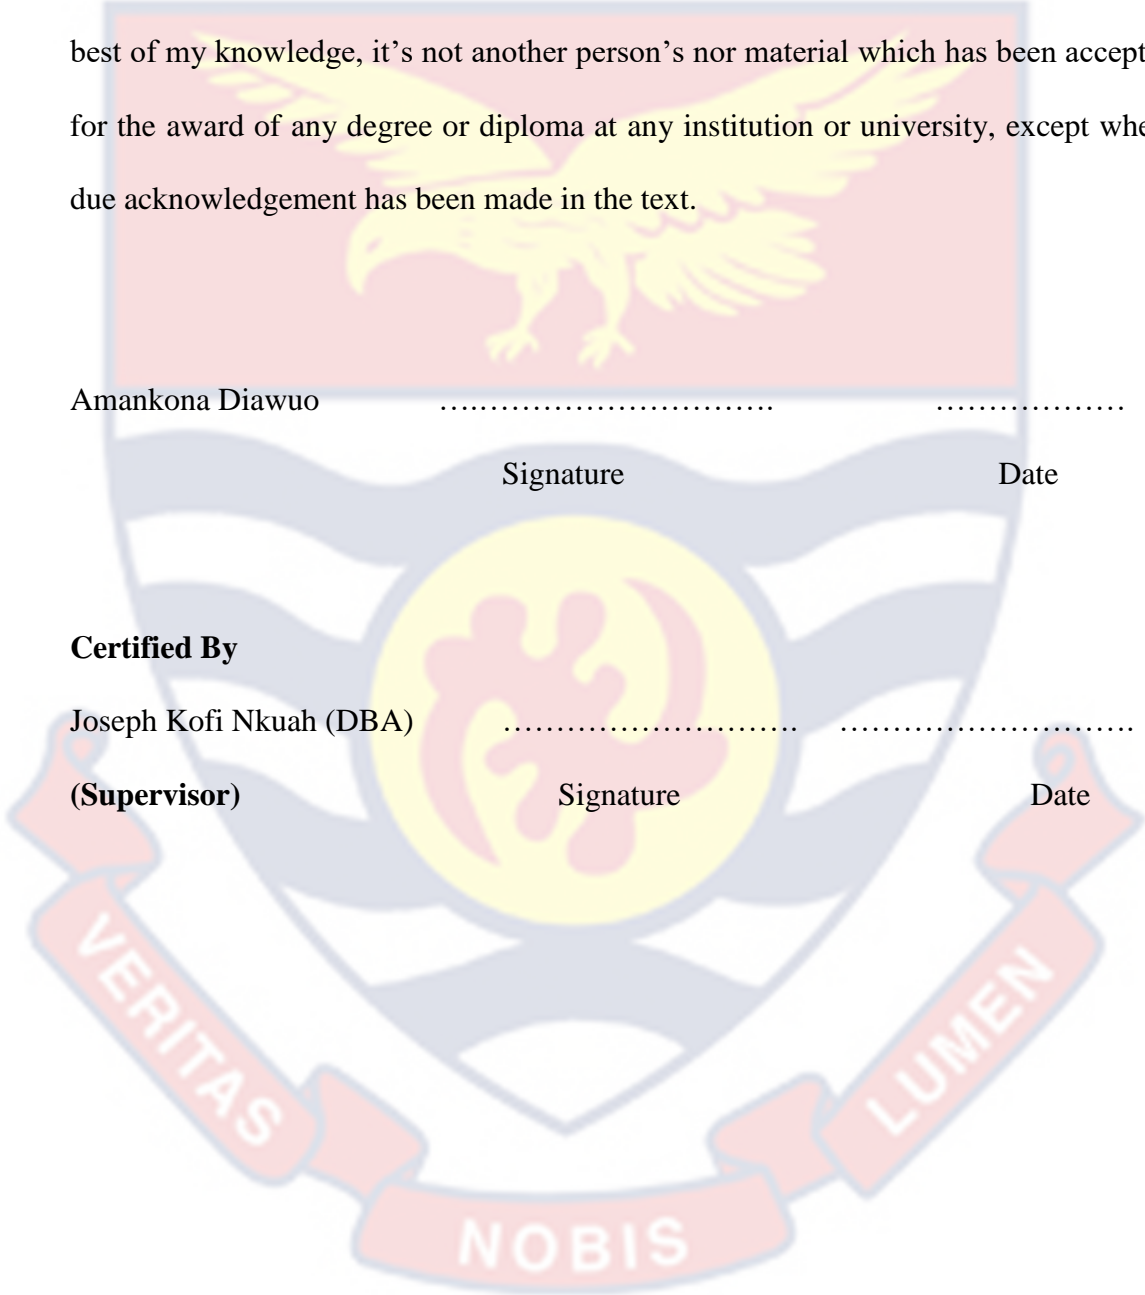 best of my knowledge, it’s not another person’s nor material which has been accept
for the award of any degree or diploma at any institution or university, except whe
due acknowledgement has been made in the text.
Amankona Diawuo ………………………………. ………………
Signature Date
Certified By
Joseph Kofi Nkuah (DBA) ………………………. ……………………….
(Supervisor) Signature Date
VERITAS
NOBIS
LUMEN